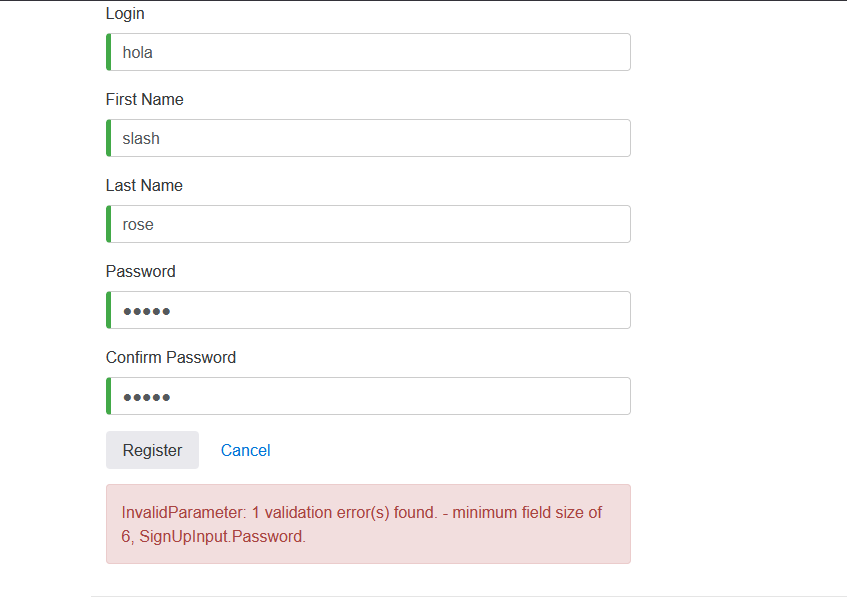 Login
hola
First Name
slash
Last Name
rose
Password
●●●●●
Confirm Password
●●●●●
Register Cancel
InvalidParameter: 1 validation error(s) found. - minimum field size of
6, SignUpInput.Password.